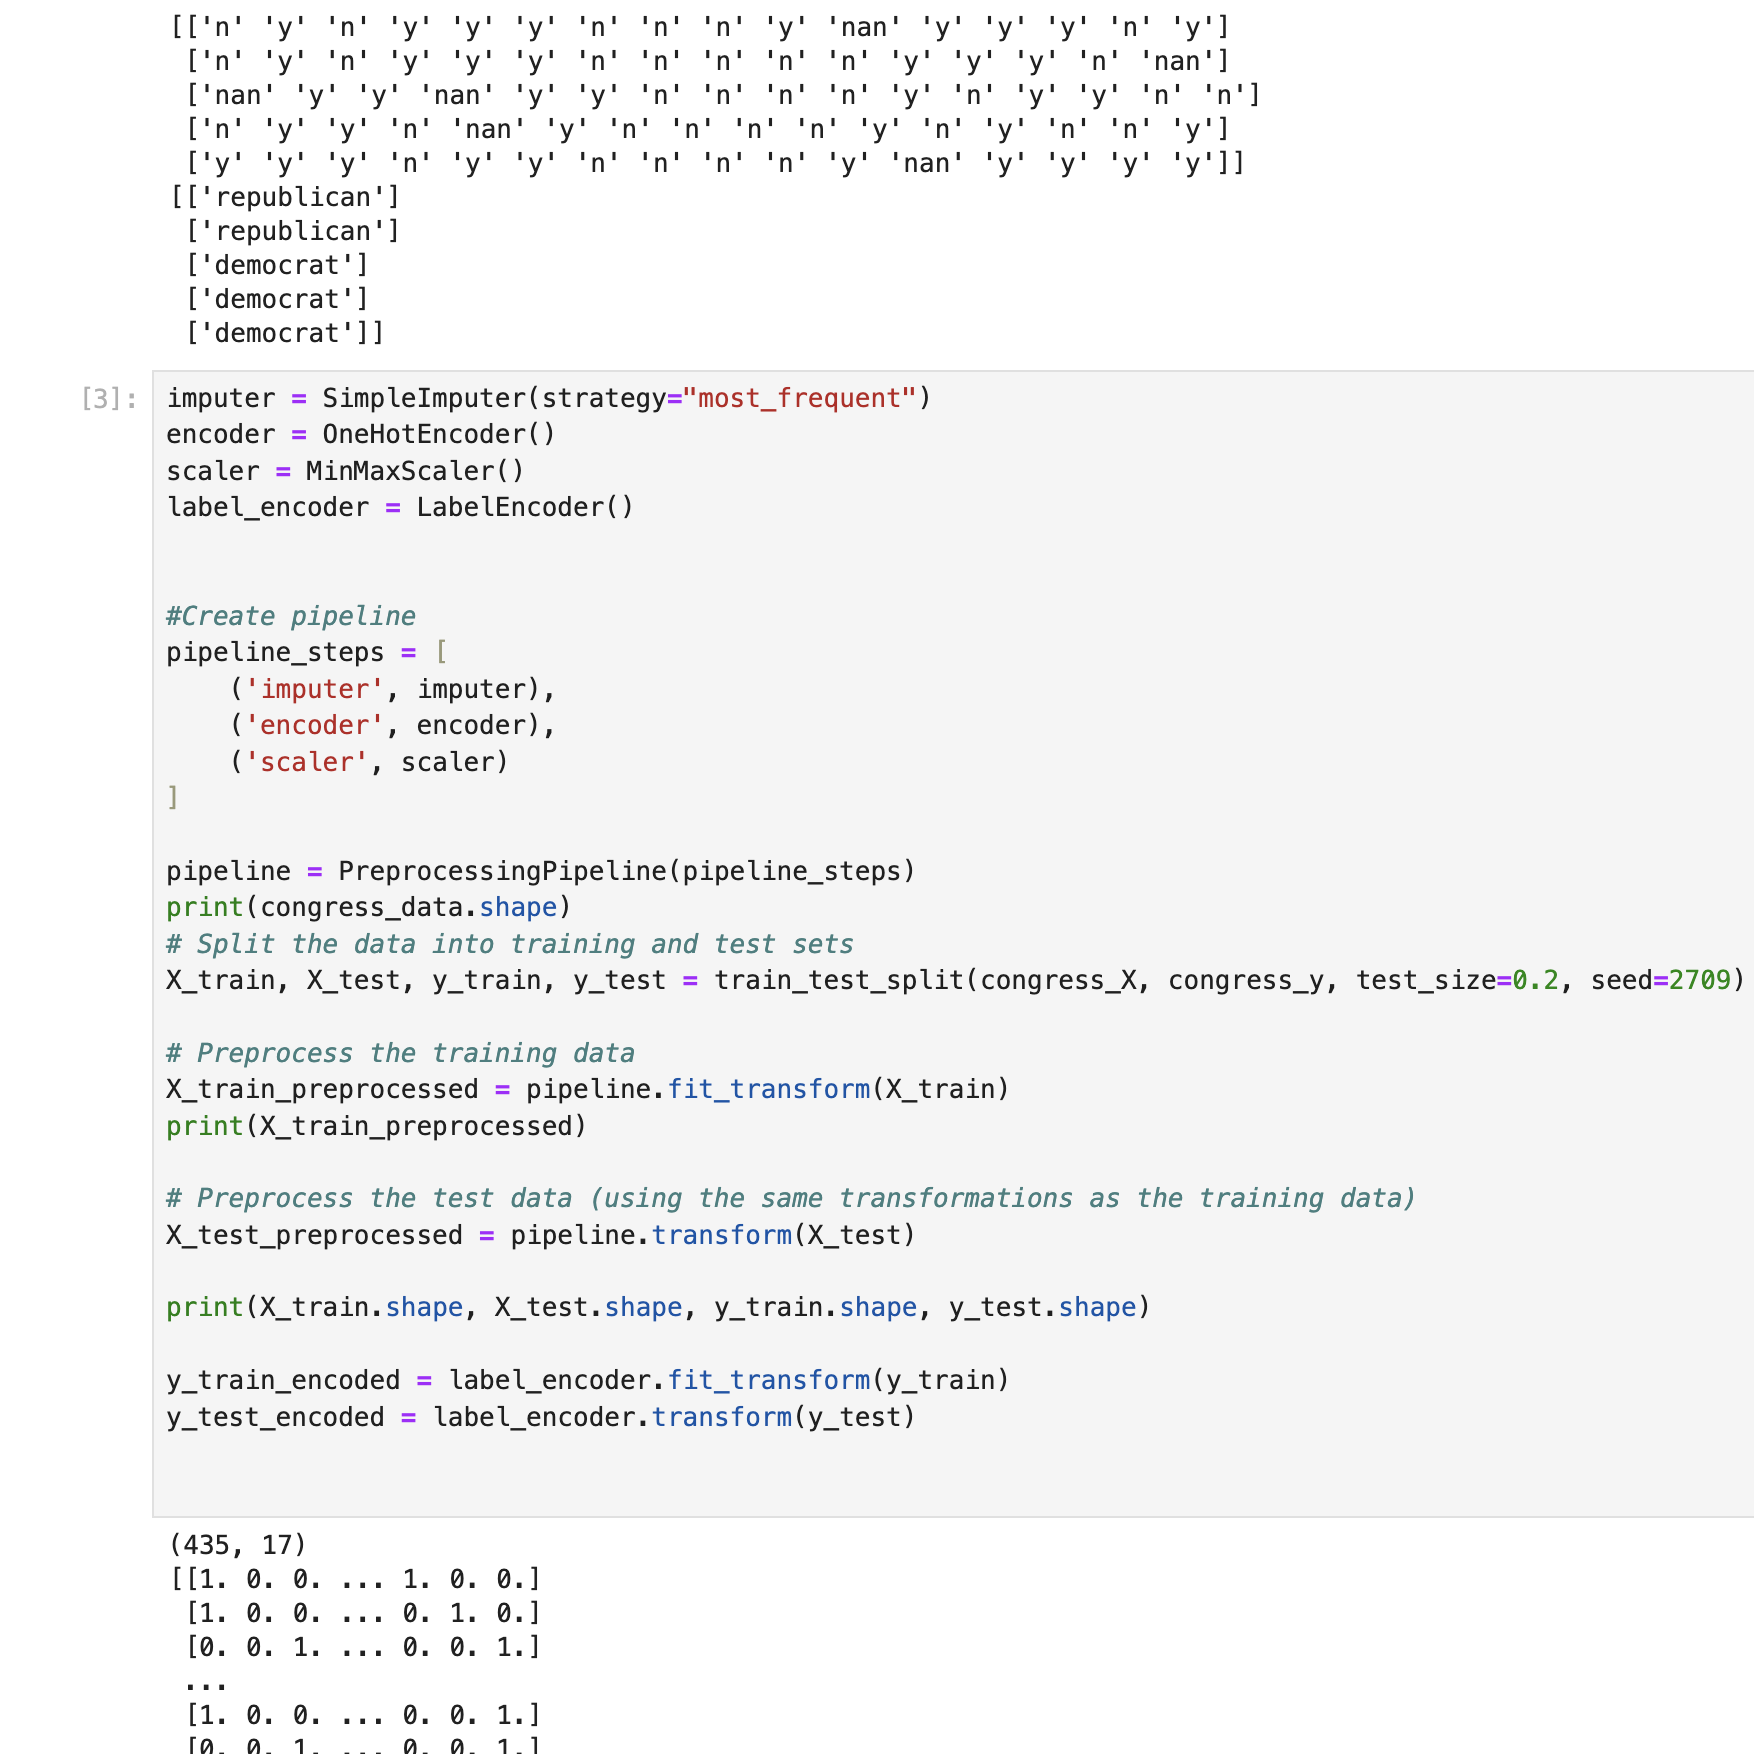 [['n' 'y' 'n' 'y' 'y' 'y' 'n' 'n' 'n' 'y' 'nan' 'y' 'y' 'y' 'n' 'y']
 ['n' 'y' 'n' 'y' 'y' 'y' 'n' 'n' 'n' 'n' 'n' 'y' 'y' 'y' 'n' 'nan']
 ['nan' 'y' 'y' 'nan' 'y' 'y' 'n' 'n' 'n' 'n' 'y' 'n' 'y' 'y' 'n' 'n']
 ['n' 'y' 'y' 'n' 'nan' 'y' 'n' 'n' 'n' 'n' 'y' 'n' 'y' 'n' 'n' 'y']
 ['y' 'y' 'y' 'n' 'y' 'y' 'n' 'n' 'n' 'n' 'y' 'nan' 'y' 'y' 'y' 'y']]
[['republican']
 ['republican']
 ['democrat']
 ['democrat']
 ['democrat']]
[3]: imputer = SimpleImputer(strategy="most_frequent")
encoder = OneHotEncoder()
scaler = MinMaxScaler()
label_encoder = LabelEncoder()
#Create pipeline
pipeline_steps = [
    ('imputer', imputer),
    ('encoder', encoder),
    ('scaler', scaler)
]
pipeline = PreprocessingPipeline(pipeline_steps)
print(congress_data.shape)
# Split the data into training and test sets
X_train, X_test, y_train, y_test = train_test_split(congress_X, congress_y, test_size=0.2, seed=2709)
# Preprocess the training data
X_train_preprocessed = pipeline.fit_transform(X_train)
print(X_train_preprocessed)
# Preprocess the test data (using the same transformations as the training data)
X_test_preprocessed = pipeline.transform(X_test)
print(X_train.shape, X_test.shape, y_train.shape, y_test.shape)
y_train_encoded = label_encoder.fit_transform(y_train)
y_test_encoded = label_encoder.transform(y_test)
(435, 17)
[[1. 0. 0. ... 1. 0. 0.]
 [1. 0. 0. ... 0. 1. 0.]
 [0. 0. 1. ... 0. 0. 1.]
 ...
 [1. 0. 0. ... 0. 0. 1.]
 [0. 0. 1. ... 0. 0. 1.]